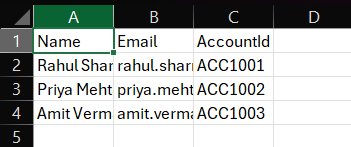 A B C D
1 Name Email AccountId
2 Rahul Shar rahul.shar ACC1001
3 Priya Meht priya.meht ACC1002
4 Amit Verm amit.verma ACC1003
5